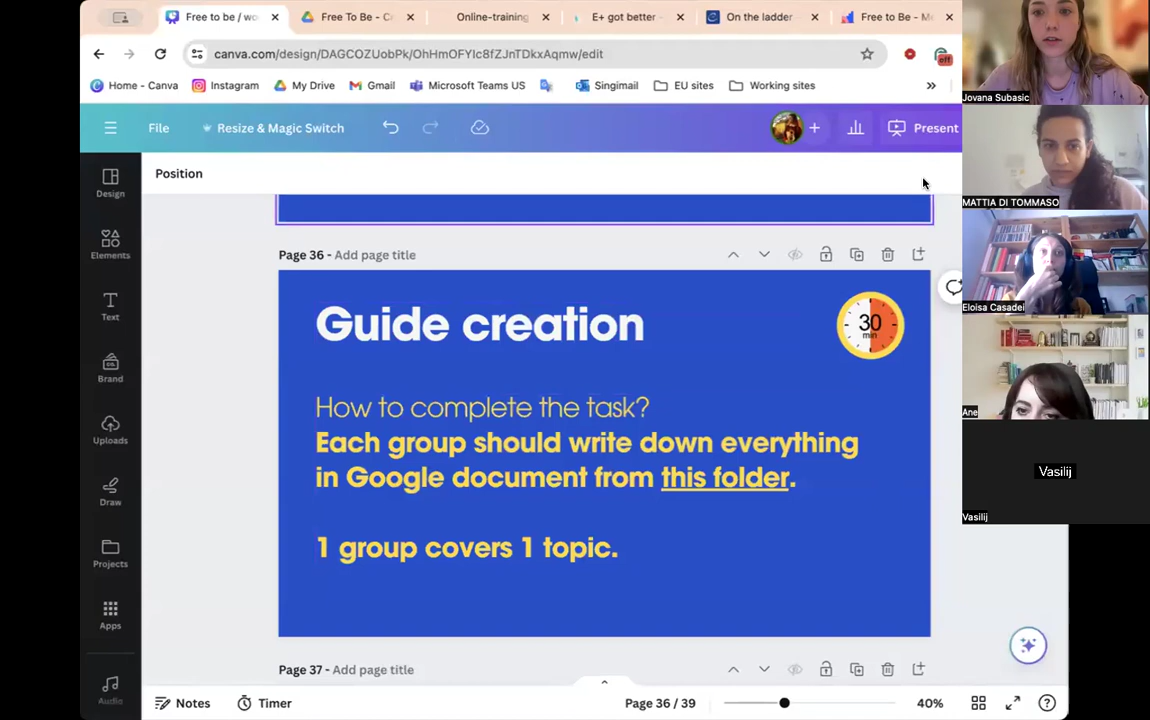 Free to be / wo
Free To Be - C
Online-training
E+ got better -
On the ladder -
Free to Be - M
canva.com/design/DAGCOZUobPk/OhHmOFYIc8fZJnTDkxAqmw/edit
off
Home - Canva
Instagram
My Drive
Gmail
Microsoft Teams US
Singimail
EU sites
Working sites
»
File
Resize & Magic Switch
Present
Position
Design
Elements
Text
Brand
Uploads
Draw
Projects
Apps
Audio
Page 36 - Add page title
Guide creation
30
min
How to complete the task?
Each group should write down everything
in Google document from this folder.
1 group covers 1 topic.
Page 37 - Add page title
Notes
Timer
Page 36 / 39
40%
Jovana Subasic
MATTIA DI TOMMASO
Eloisa Casadei
Ane
Vasilij
Vasilij